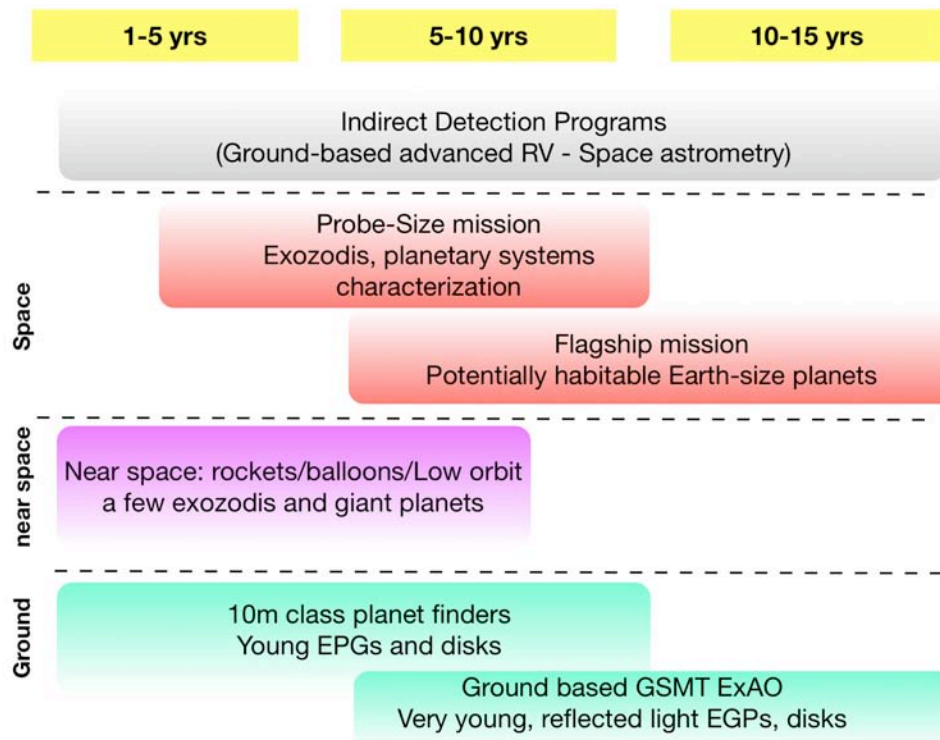 1-5 yrs
5-10 yrs
10-15 yrs
Indirect Detection Programs
(Ground-based advanced RV - Space astrometry)
Space
Probe-Size mission
Exozodis, planetary systems
characterization
Flagship mission
Potentially habitable Earth-size planets
near space
Near space: rockets/balloons/Low orbit
a few exozodis and giant planets
Ground
10m class planet finders
Young EPGs and disks
Ground based GSMT ExAO
Very young, reflected light EGPs, disks